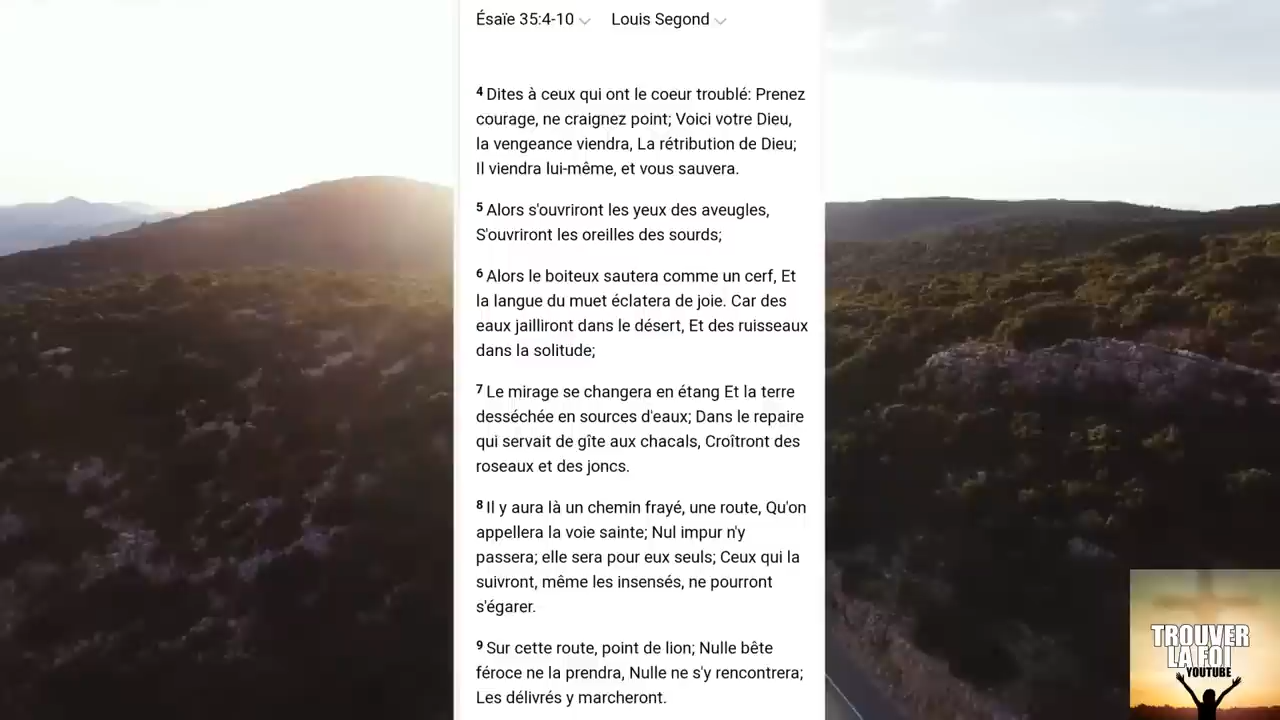 Ésaïe 35:4-10 Louis Segond
4 Dites à ceux qui ont le coeur troublé: Prenez
courage, ne craignez point; Voici votre Dieu,
la vengeance viendra, La rétribution de Dieu;
Il viendra lui-même, et vous sauvera.
5 Alors s'ouvriront les yeux des aveugles,
S'ouvriront les oreilles des sourds;
6 Alors le boiteux sautera comme un cerf, Et
la langue du muet éclatera de joie. Car des
eaux jailliront dans le désert, Et des ruisseaux
dans la solitude;
7 Le mirage se changera en étang Et la terre
desséchée en sources d'eaux; Dans le repaire
qui servait de gîte aux chacals, Croîtront des
roseaux et des joncs.
8 Il y aura là un chemin frayé, une route, Qu'on
appellera la voie sainte; Nul impur n'y
passera; elle sera pour eux seuls; Ceux qui la
suivront, même les insensés, ne pourront
s'égarer.
9 Sur cette route, point de lion; Nulle bête
féroce ne la prendra, Nulle ne s'y rencontrera;
Les délivrés y marcheront.
TROUVER
LA FOI
YOUTUBE